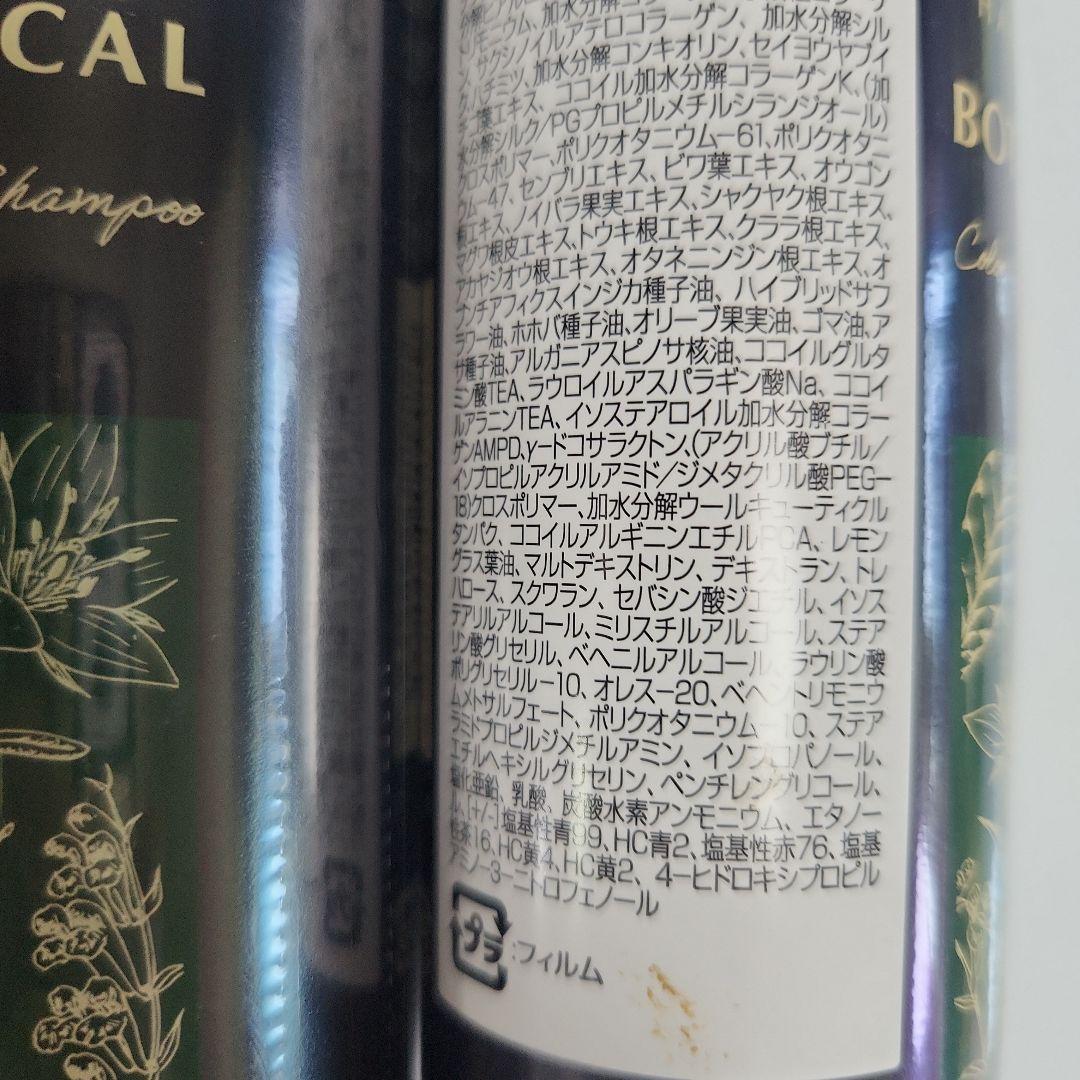 CAL
Shampoo
BO
分解ヒアルロン
モニウム、加水分解コンキオリン、加水分解シル
ン、サクシノイルアテロコラーゲン、加水分解シル
ク、ハチミツ、加水分解コンキオリン、セイヨウヤブイ
チゴ葉エキス、ココイル加水分解コラーゲンK、(加
水分解シルク/PGプロピルメチルシランジオール)
クロスポリマー、ポリクオタニウム-61、ポリクオタニ
ウム-47、センブリエキス、ビワ葉エキス、オウゴン
根エキス、ノイバラ果実エキス、シャクヤク根エキス、
マグワ根皮エキス、トウキ根エキス、クララ根エキス、
アカヤジオウ根エキス、オタネニンジン根エキス、オ
プンチアフィクスインジカ種子油、ハイブリッドサフ
ラワー油、ホホバ種子油、オリーブ果実油、ゴマ油、ア
サ種子油、アルガニアスピノサ核油、ココイルグルタ
ミン酸TEA、ラウロイルアスパラギン酸Na、ココイ
ルアラニンTEA、イソステアロイル加水分解コラー
ゲンAMPD、γ-ドコサラクトン、(アクリル酸ブチル/
イソプロピルアクリルアミド/ジメタクリル酸PEG-
18)クロスポリマー、加水分解ウールキューティクル
タンパク、ココイルアルギニンエチルPCA、レモン
グラス葉油、マルトデキストリン、デキストラン、トレ
ハロース、スクワラン、セバシン酸ジエチル、イソス
テアリルアルコール、ミリスチルアルコール、ステア
リン酸グリセリル、ベヘニルアルコール、ラウリン酸
ポリグリセリル-10、オレス-20、ベヘントリモニウ
ムメトサルフェート、ポリクオタニウム-10、ステア
ラミドプロピルジメチルアミン、イソプロパノール、
エチルヘキシルグリセリン、ペンチレングリコール、
塩化亜鉛、乳酸、炭酸水素アンモニウム、エタノー
ル、[+/-]塩基性青99、HC青2、塩基性赤76、塩基
性茶16、HC黄4、HC黄2、4-ヒドロキシプロピル
アミノ-3-ニトロフェノール
プラ
:フィルム